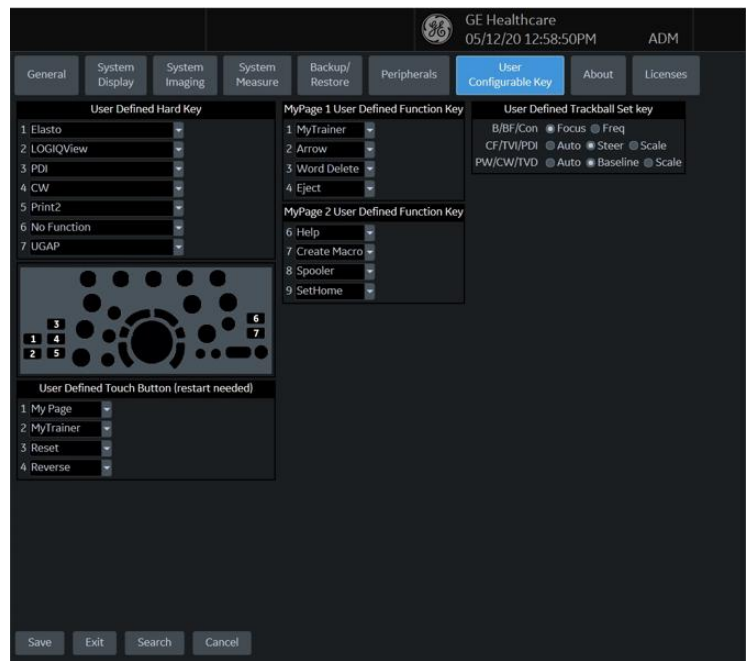 GE Healthcare
05/12/20 12:58:50PM ADM
General
System Display
System Imaging
System Measure
Backup/ Restore
Peripherals
User Configurable Key
About
Licenses
User Defined Hard Key
1 Elasto
2 LOGIQView
3 PDI
4 CW
5 Print2
6 No Function
7 UGAP
3
1 4
2 5
6
7
User Defined Touch Button (restart needed)
1 My Page
2 MyTrainer
3 Reset
4 Reverse
MyPage 1 User Defined Function Key
1 MyTrainer
2 Arrow
3 Word Delete
4 Eject
MyPage 2 User Defined Function Key
6 Help
7 Create Macro
8 Spooler
9 SetHome
User Defined Trackball Set key
B/BF/Con Focus Freq
CF/TVI/PDI Auto Steer Scale
PW/CW/TVD Auto Baseline Scale
Save Exit Search Cancel